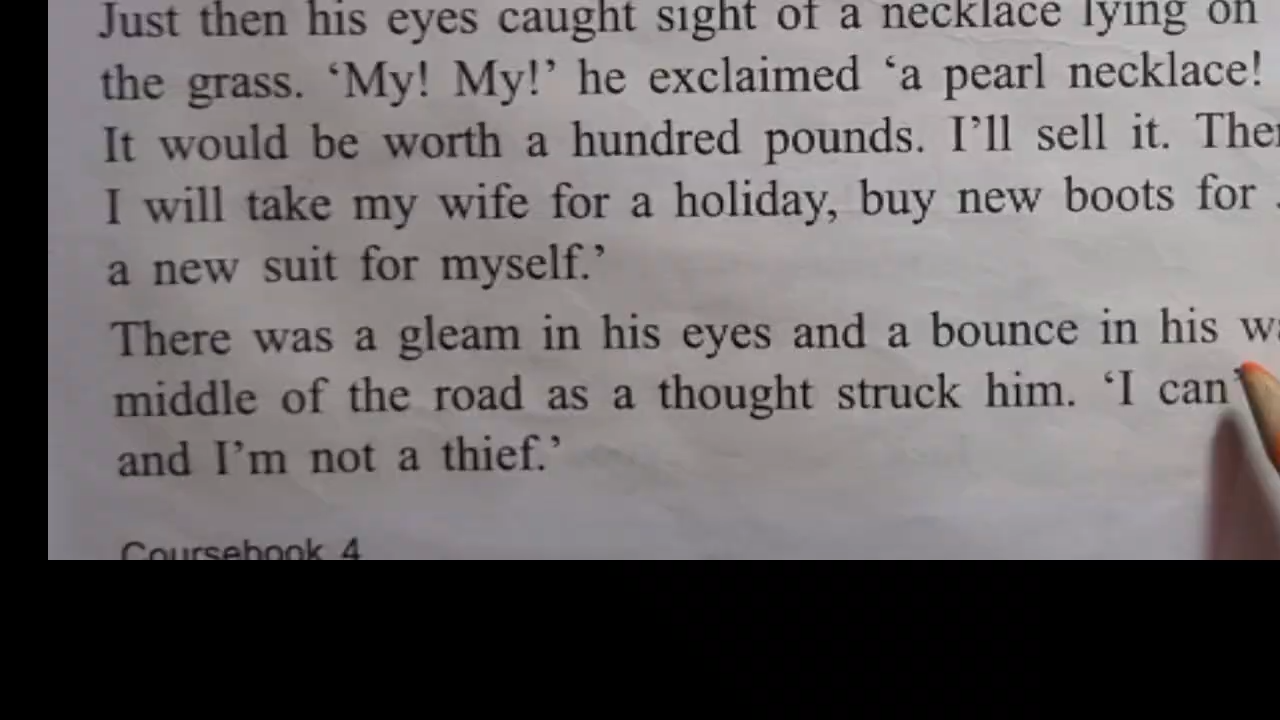 Just then his eyes caught sight of a necklace lying on
the grass. ‘My! My!’ he exclaimed ‘a pearl necklace!
It would be worth a hundred pounds. I’ll sell it.
I will take my wife for a holiday, buy new boots for
a new suit for myself.’
There was a gleam in his eyes and a bounce in his
middle of the road as a thought struck him. ‘I can’
and I’m not a thief.’
Coursebook 4